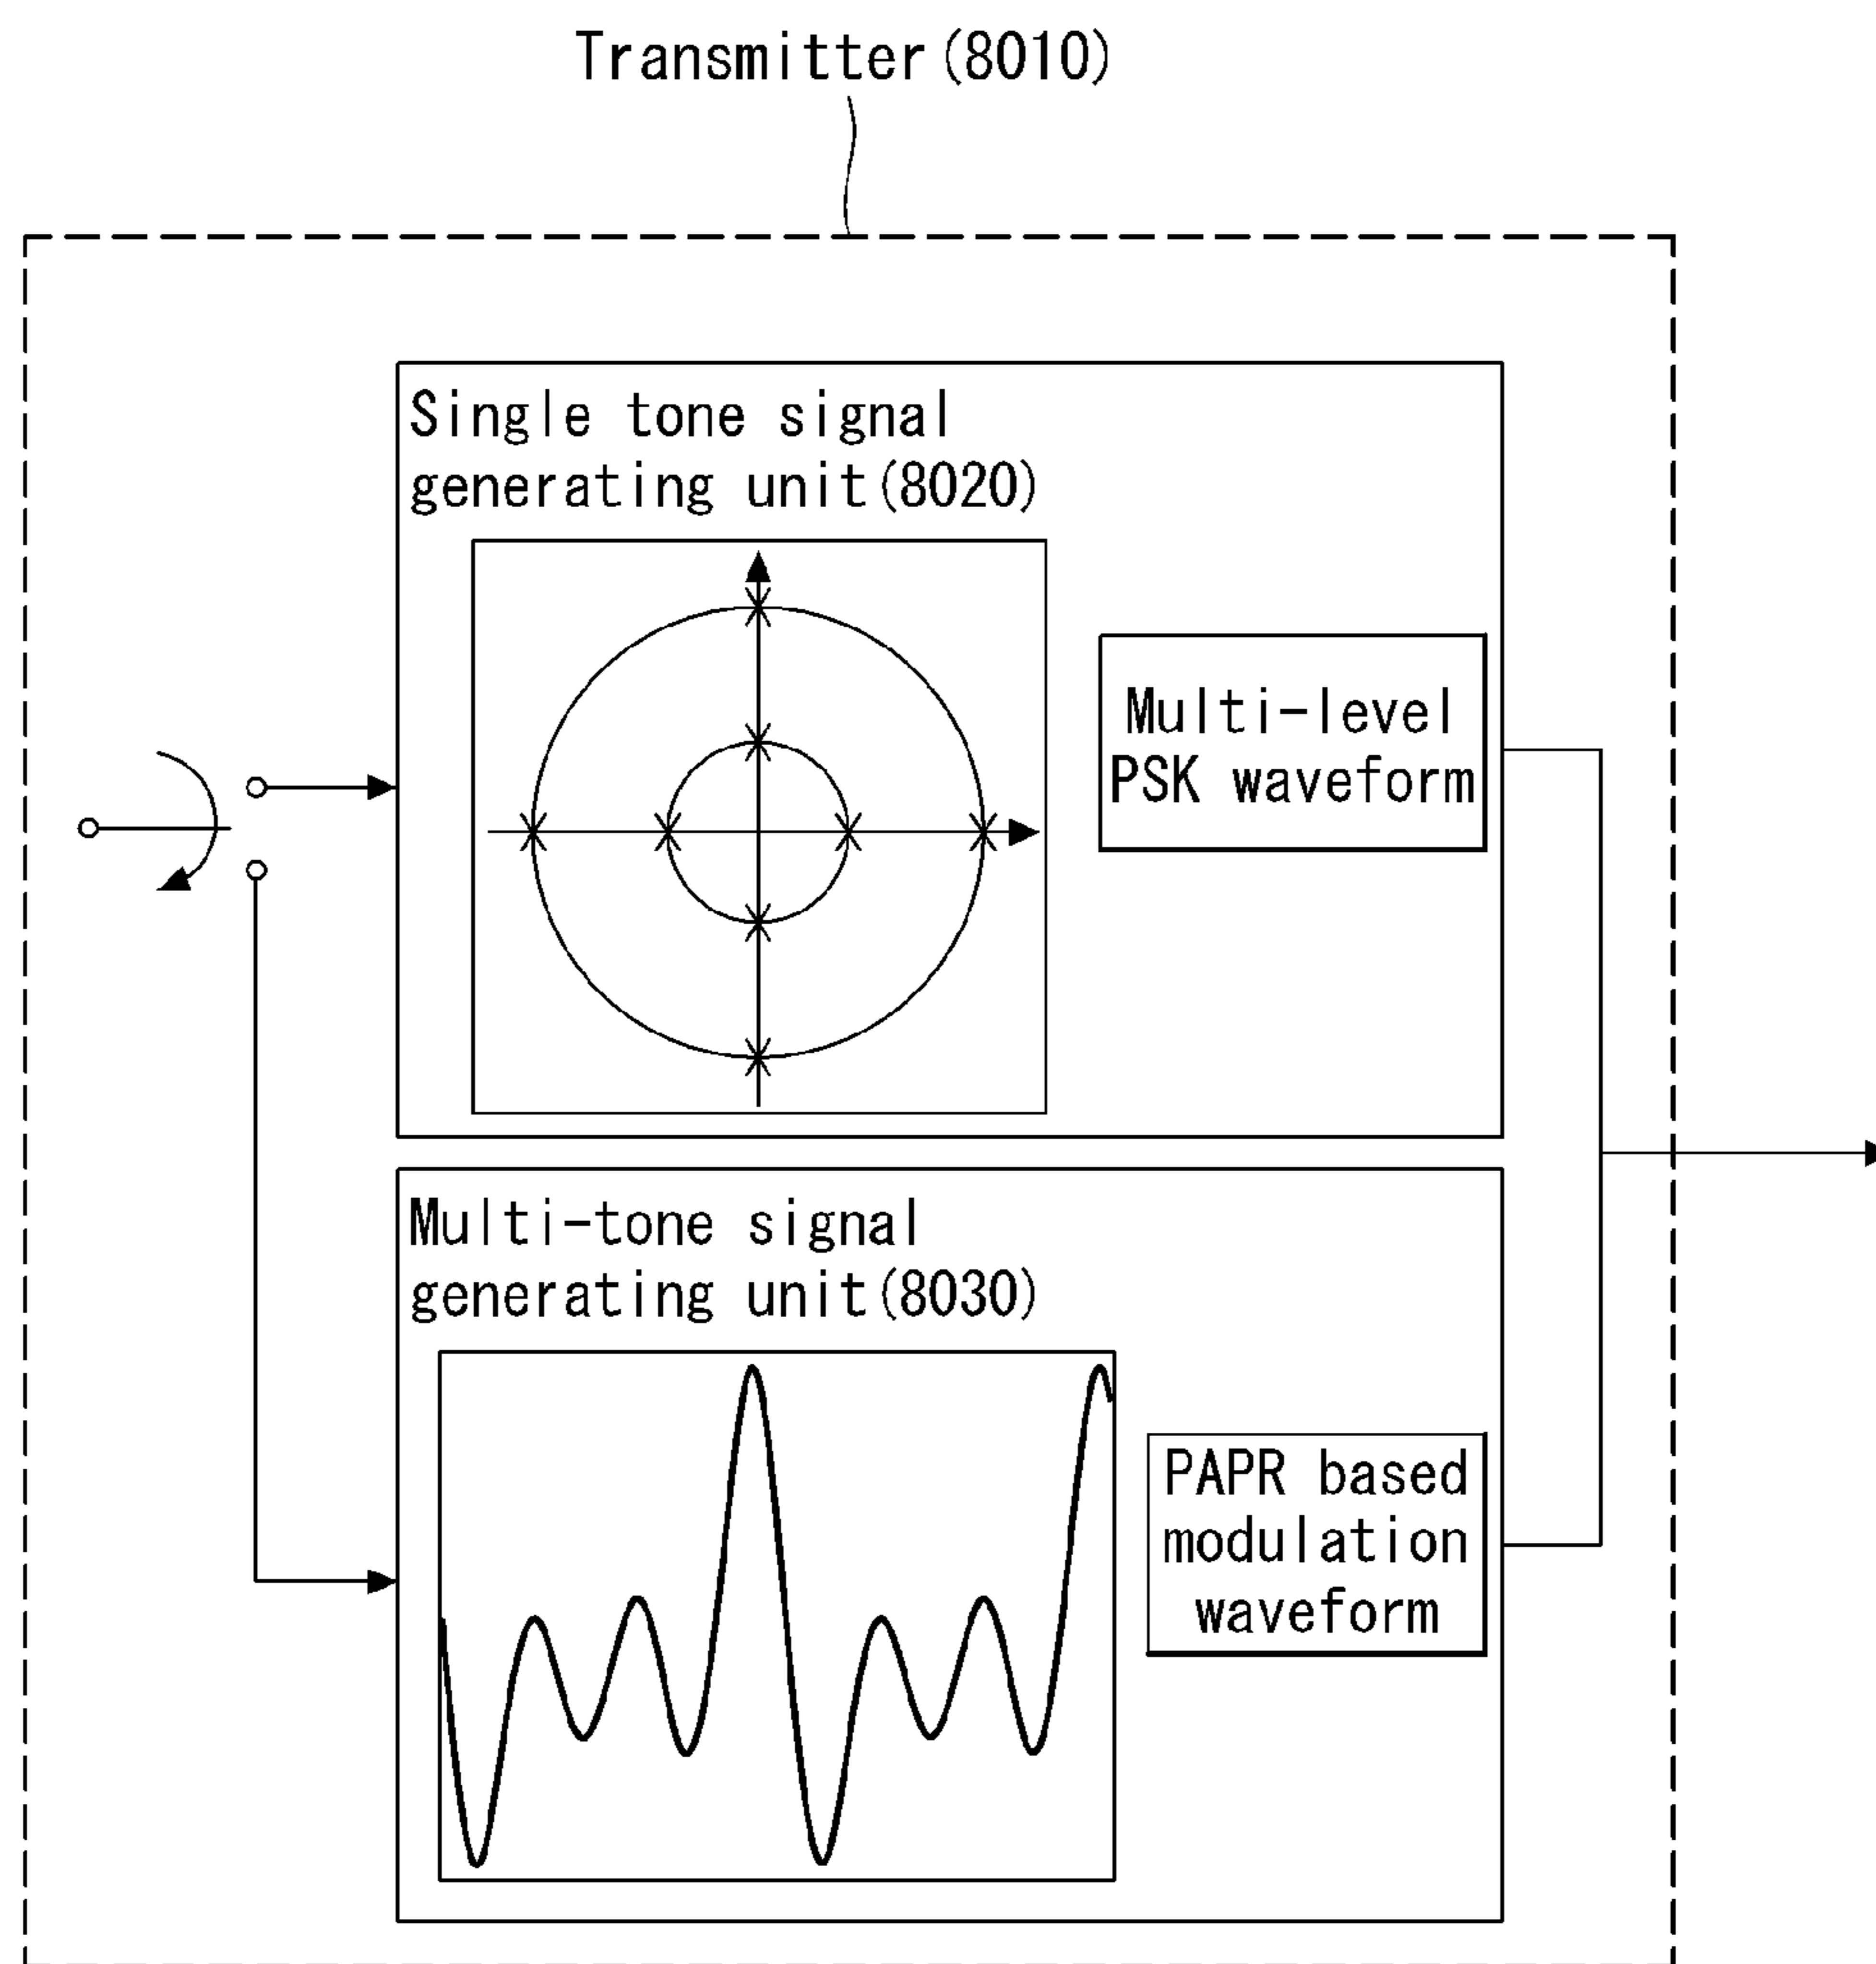 Transmitter(8010)
Single tone signal
generating unit(8020)
Multi-level
PSK waveform
Multi-tone signal
generating unit(8030)
PAPR based
modulation
waveform